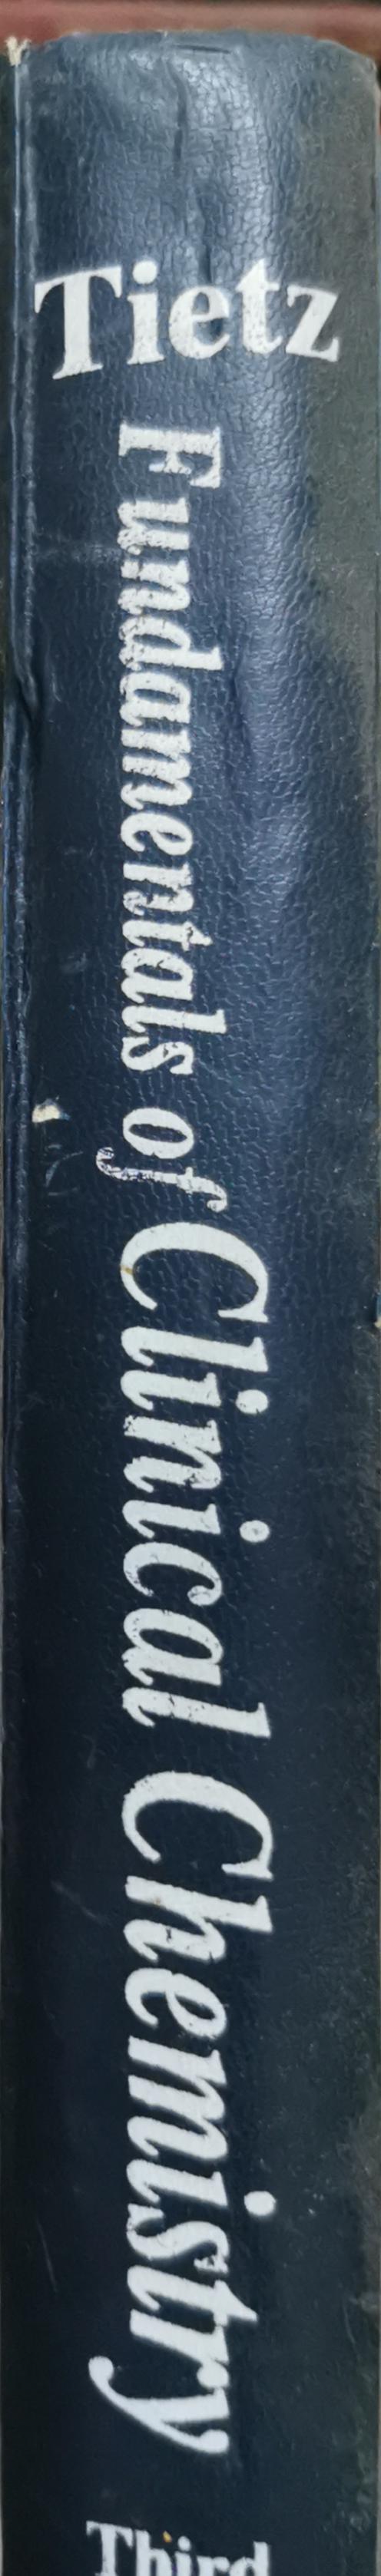 Tietz
Fundamentals of Clinical Chemistry
Third